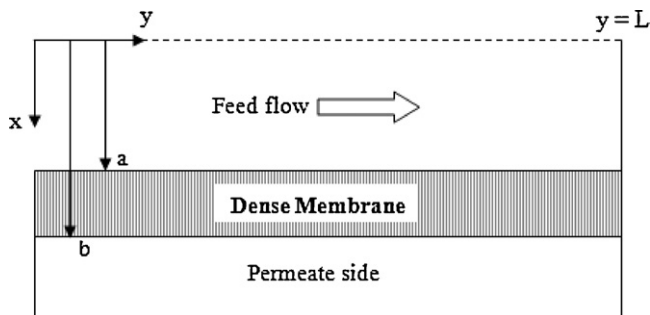 y
y = L
Feed flow
x
a
Dense Membrane
b
Permeate side